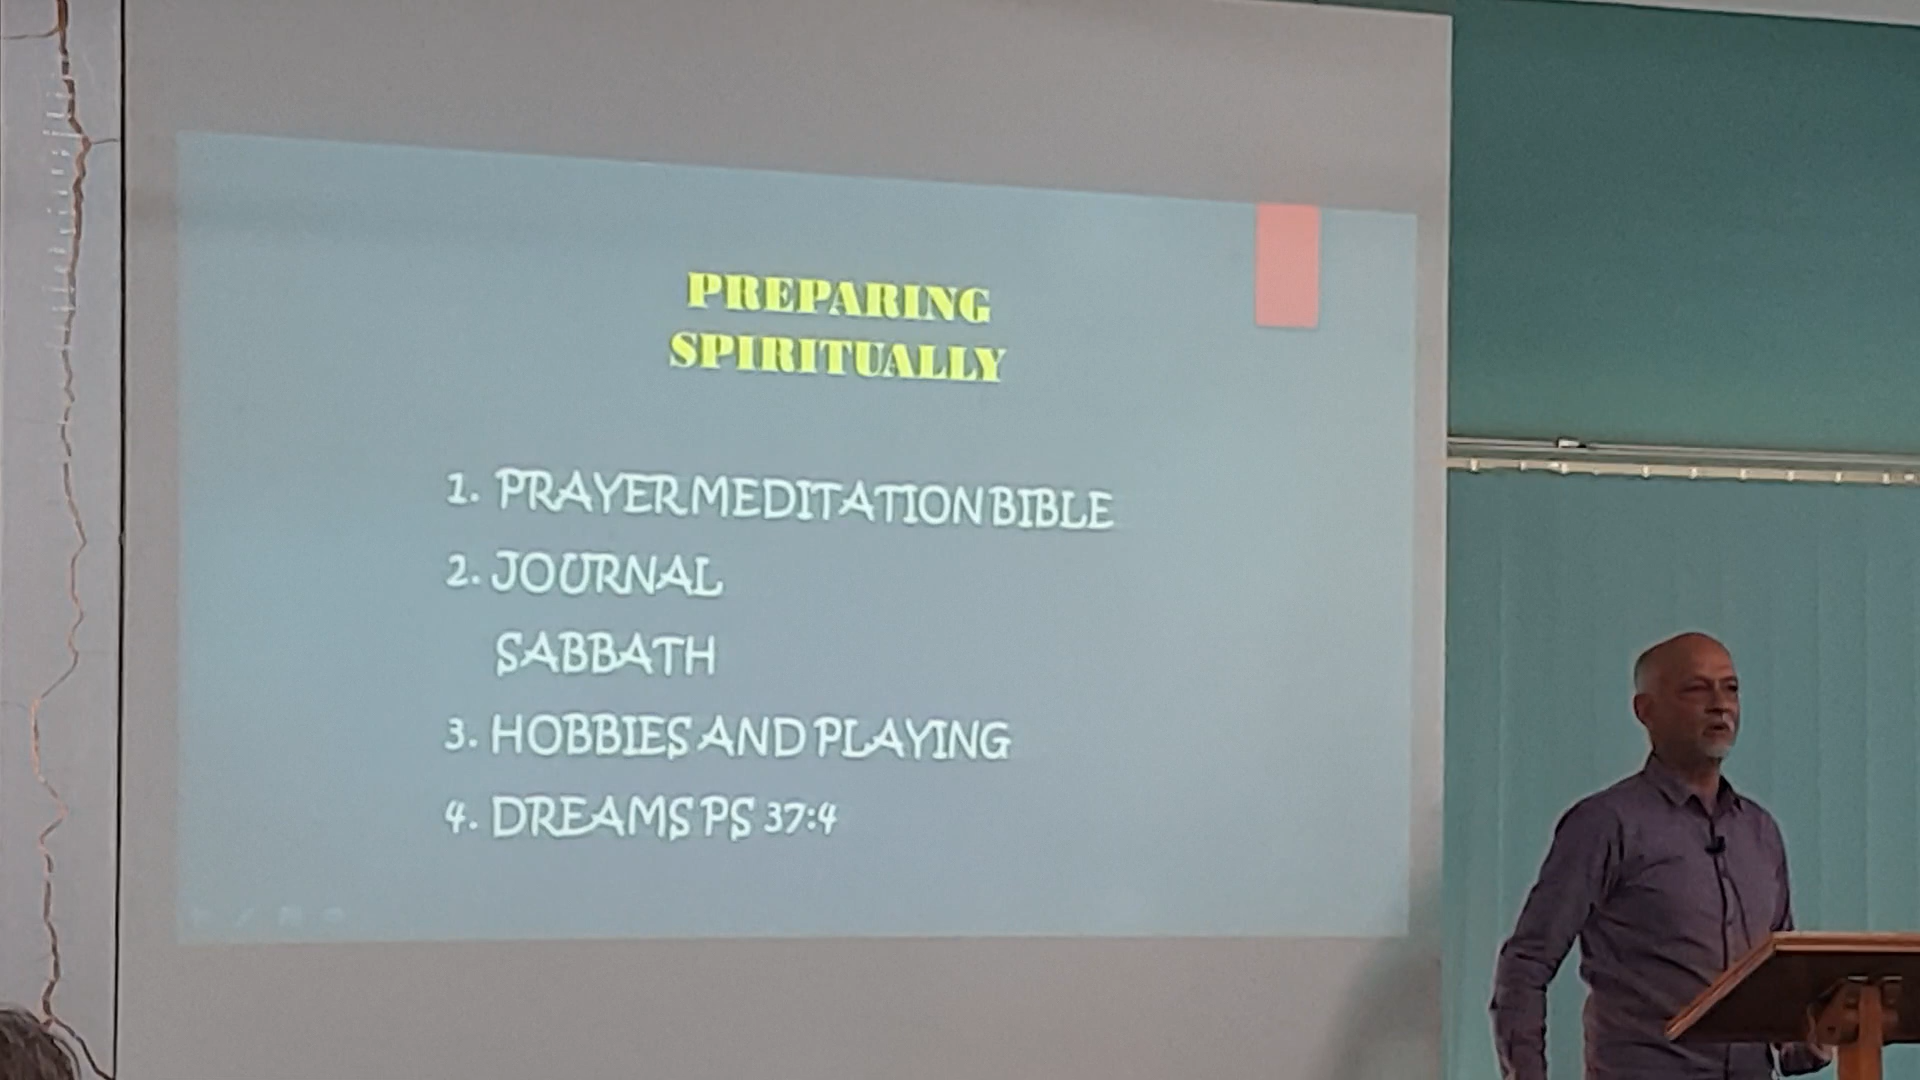 PREPARING
SPIRITUALLY
1. PRAYER MEDITATION BIBLE
2. JOURNAL
SABBATH
3. HOBBIES AND PLAYING
4. DREAMS PS 37:4